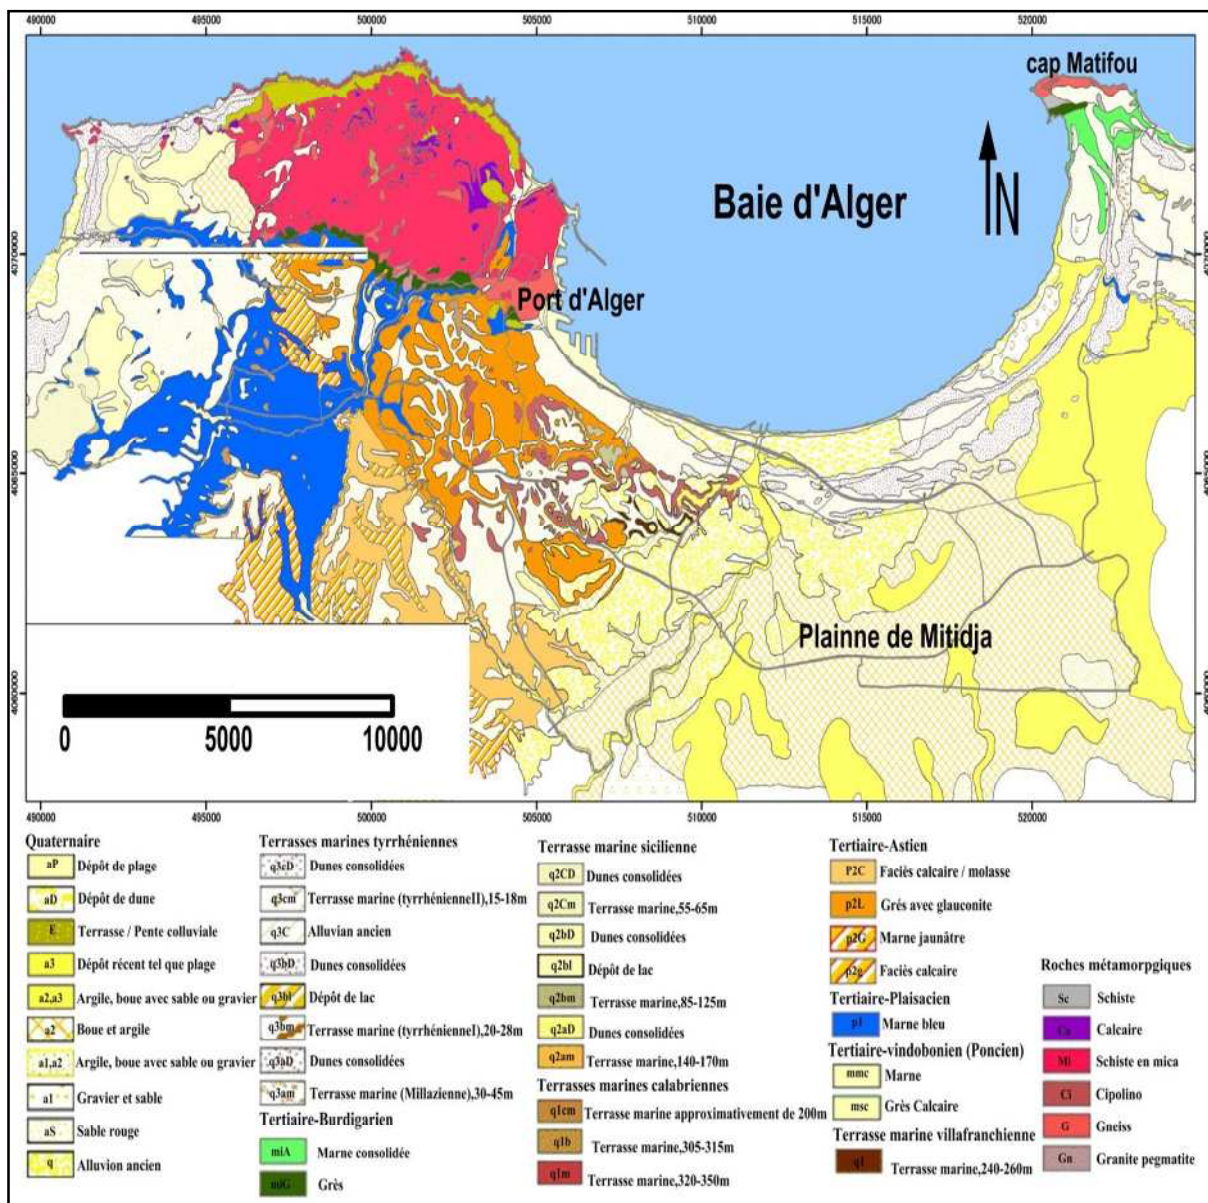 490000 495000 500000 505000 510000 515000 520000
cap Matifou
N
Baie d'Alger
4070000
Port d'Alger
4065000
Plainne de Mitidja
4060000
0 5000 10000
490000 495000 500000 505000 510000 515000 520000
Quaternaire
aP Dépôt de plage
aD Dépôt de dune
E Terrasse / Pente colluviale
a3 Dépôt récent tel que plage
a2,a3 Argile, boue avec sable ou gravier
a2 Boue et argile
a1,a2 Argile, boue avec sable ou gravier
a1 Gravier et sable
aS Sable rouge
q Alluvion ancien
Terrasses marines tyrrhéniennes
q3cD Dunes consolidées
q3cm Terrasse marine (tyrrhénienneII),15-18m
q3C Alluvian ancien
q3bD Dunes consolidées
q3bl Dépôt de lac
q3bm Terrasse marine (tyrrhénienneI),20-28m
q3aD Dunes consolidées
q3am Terrasse marine (Millazienne),30-45m
Tertiaire-Burdigarien
miA Marne consolidée
miG Grès
Terrasse marine sicilienne
q2CD Dunes consolidées
q2Cm Terrasse marine,55-65m
q2bD Dunes consolidées
q2bl Dépôt de lac
q2bm Terrasse marine,85-125m
q2aD Dunes consolidées
q2am Terrasse marine,140-170m
Terrasses marines calabriennes
q1cm Terrasse marine approximativement de 200m
q1b Terrasse marine,305-315m
q1m Terrasse marine,320-350m
Tertiaire-Astien
P2C Faciès calcaire / molasse
p2L Grés avec glauconite
p2G Marne jaunâtre
p2g Faciès calcaire
Tertiaire-Plaisacien
p1 Marne bleu
Tertiaire-vindobonien (Poncien)
mmc Marne
msc Grès Calcaire
Terrasse marine villafranchienne
q1 Terrasse marine,240-260m
Roches métamorpgiques
Sc Schiste
Ca Calcaire
Mi Schiste en mica
Ci Cipolino
G Gneiss
Gn Granite pegmatite